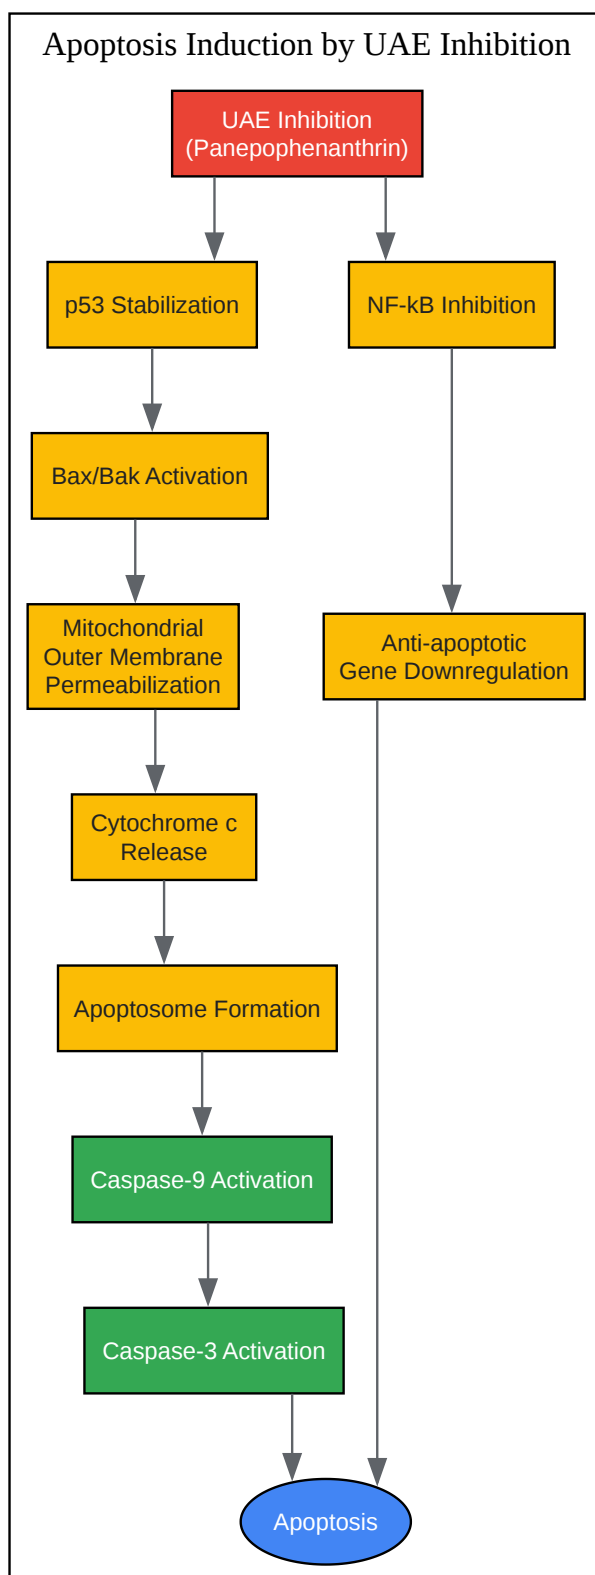 Apoptosis Induction by UAE Inhibition
UAE Inhibition
(Panepophenanthrin)
p53 Stabilization
NF-kB Inhibition
Bax/Bak Activation
Mitochondrial
Outer Membrane
Permeabilization
Anti-apoptotic
Gene Downregulation
Cytochrome c
Release
Apoptosome Formation
Caspase-9 Activation
Caspase-3 Activation
Apoptosis